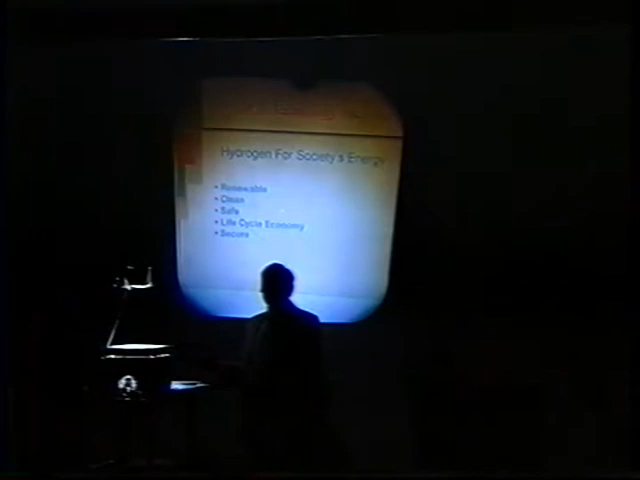 Hydrogen For Society's Energy
• Renewable
• Clean
• Safe
• Life Cycle Economy
• Secure